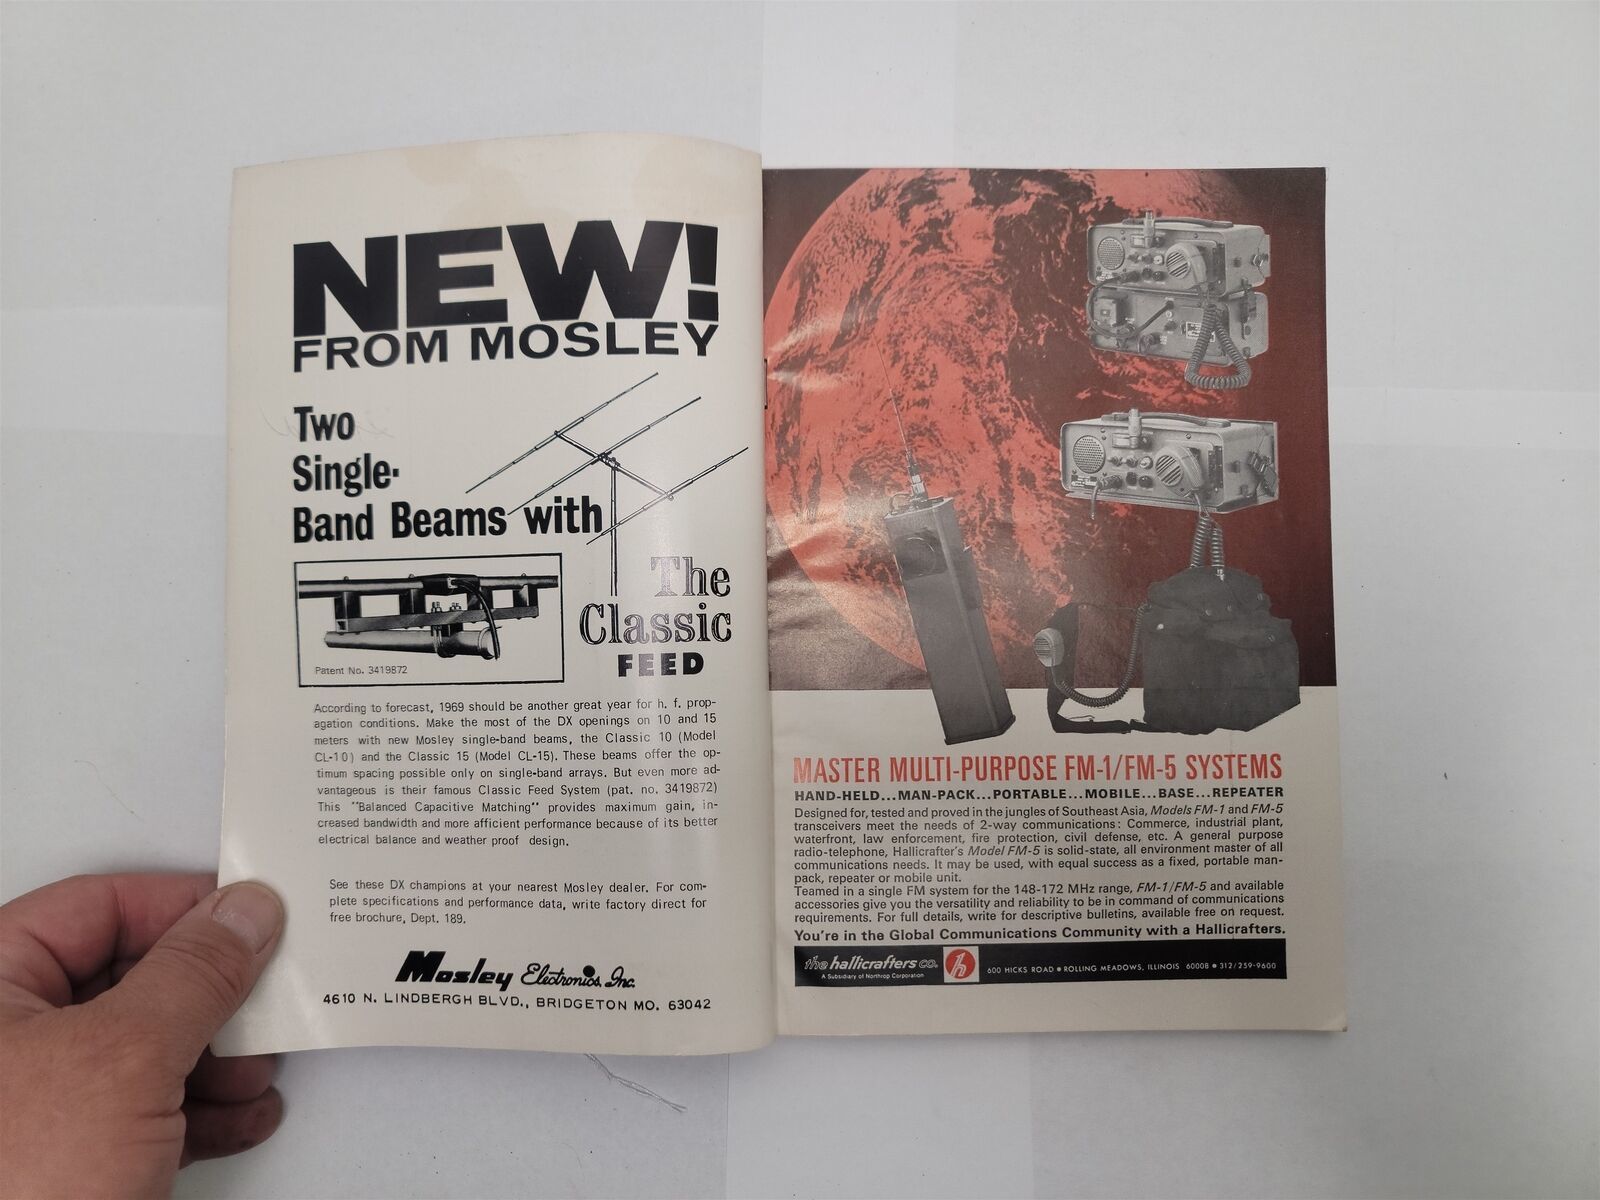 NEW!
FROM MOSLEY
Two
Single-
Band Beams with
The
Classic
FEED
Patent No. 3419872
According to forecast, 1969 should be another great year for h. f. prop-
agation conditions. Make the most of the DX openings on 10 and 15
meters with new Mosley single-band beams, the Classic 10 (Model
CL-10) and the Classic 15 (Model CL-15). These beams offer the op-
timum spacing possible only on single-band arrays. But even more ad-
vantageous is their famous Classic Feed System (pat. no. 3419872)
This "Balanced Capacitive Matching" provides maximum gain, in-
creased bandwidth and more afficient performance because of its better
electrical balance and weather proof design.
See these DX champions at your nearest Mosley dealer. For com-
plete specifications and performance data, write factory direct for
free brochure, Dept. 189.
Mosley Electronics, Inc.
4610 N. LINDBERGH BLVD., BRIDGETON MO. 63042
MASTER MULTI-PURPOSE FM-1/FM-5 SYSTEMS
HAND-HELD...MAN-PACK...PORTABLE...MOBILE...BASE...REPEATER
Designed for, tested and proved in the jungles of Southeast Asia, Models FM-1 and FM-5
transceivers meet the needs of 2-way communications: Commerce, industrial plant,
waterfront, law enforcement, fire protection, civil defense, etc. A general purpose
radio-telephone, Hallicrafter's Model FM-5 is solid-state, all environment master of all
communications needs. It may be used, with equal success as a fixed, portable man-
pack, repeater or mobile unit.
Teamed in a single FM system for the 148-172 MHz range, FM-1/FM-5 and available
accessories give you the versatility and reliability to be in command of communications
requirements. For full details, write for descriptive bulletins, available free on request.
You're in the Global Communications Community with a Hallicrafters.
the hallicrafters co. h 600 HICKS ROAD • ROLLING MEADOWS, ILLINOIS 60008 • 312/259-9600
A Subsidiary of Northrop Corporation